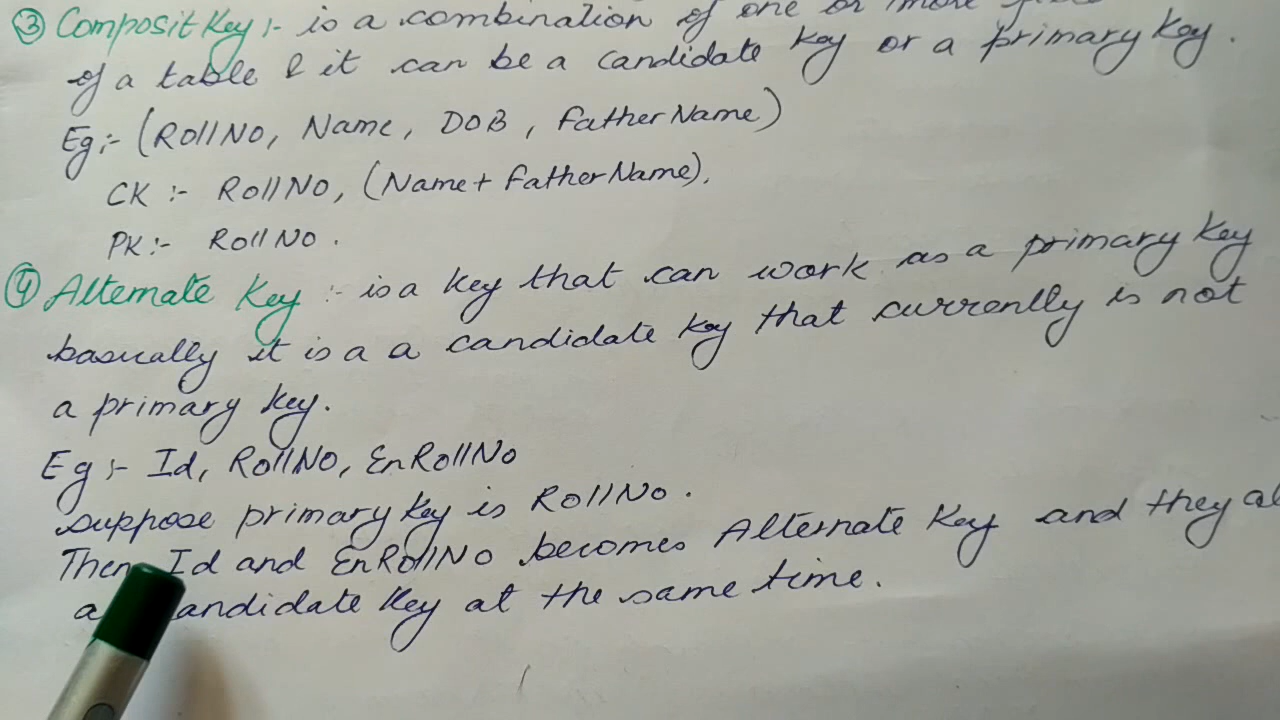 ③ Composit Key :- is a combination of one or more
of a table & it can be a candidate key or a primary key.
Eg:- (RollNo, Name, DOB, FatherName)
CK :- RollNo, (Name + FatherName),
PK :- RollNo.
④ Alternate Key :- is a key that can work as a primary key
basically it is a a candidate key that currently is not
a primary key.
Eg :- Id, RollNo, EnRollNo
suppose primary key is RollNo.
Then Id and EnRollNo becomes Alternate Key and they
candidate key at the same time.